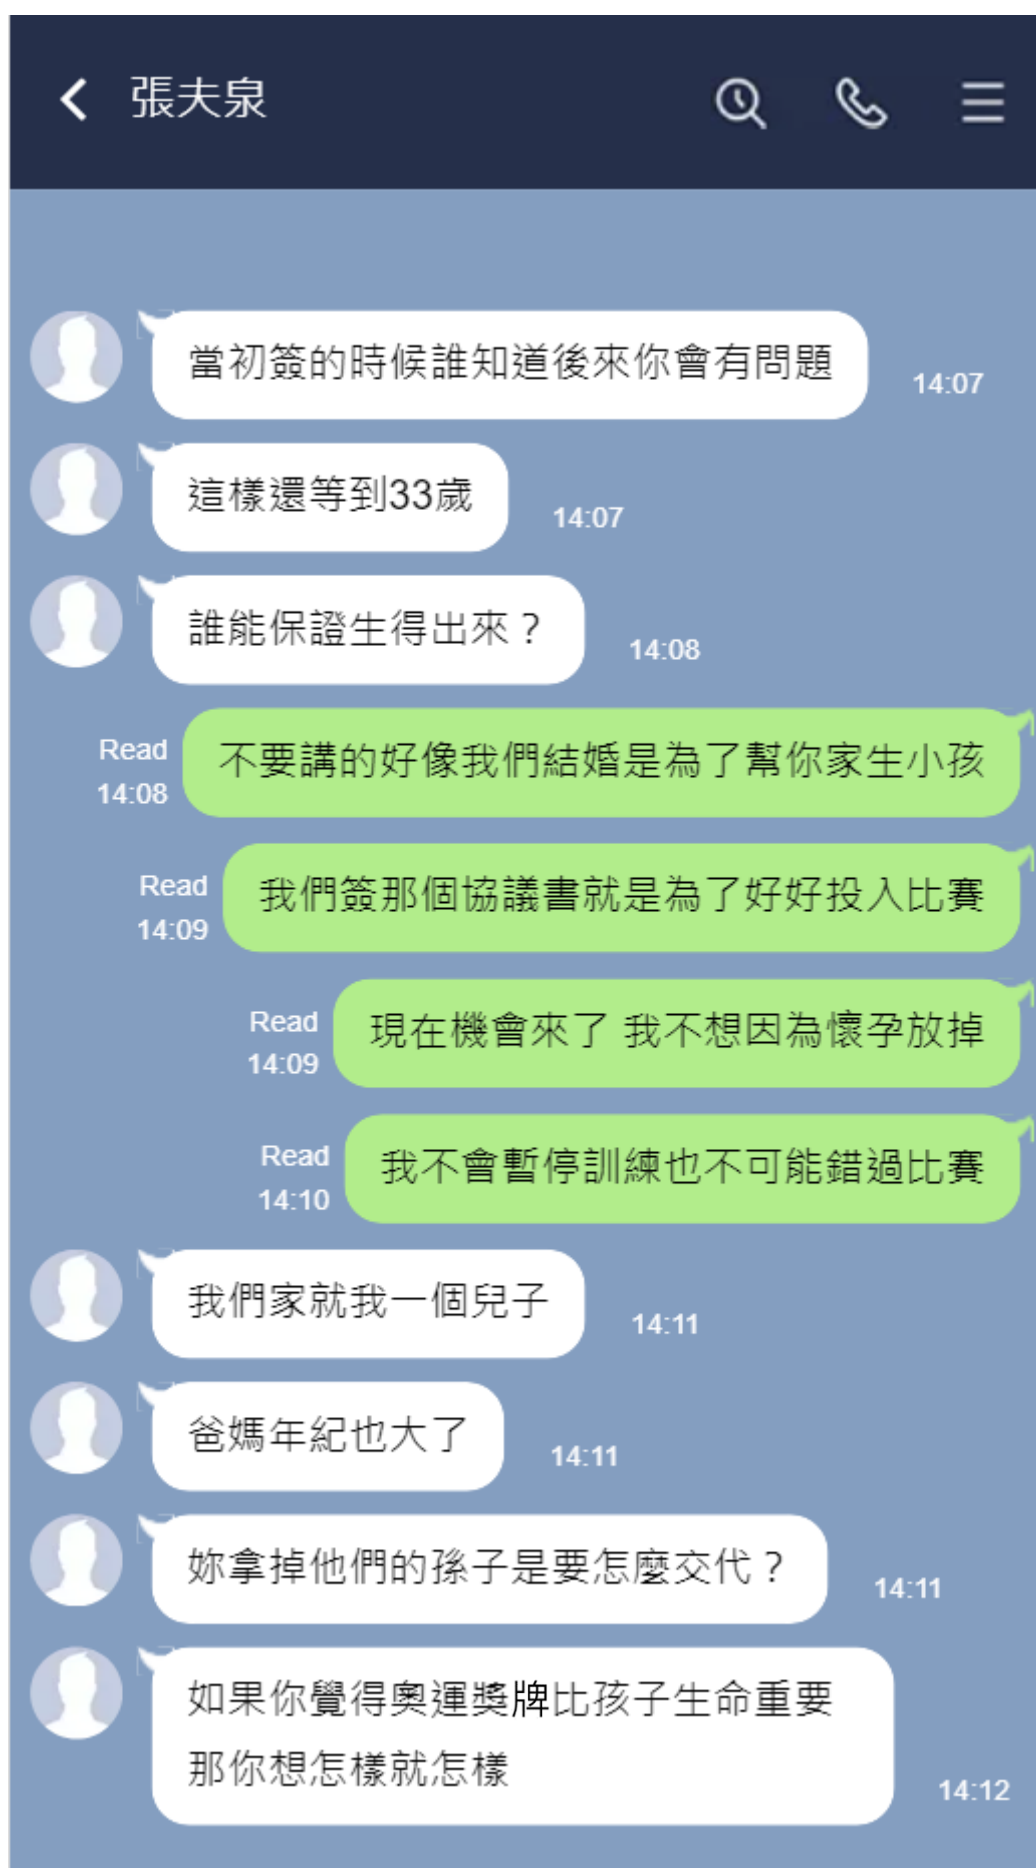 張夫泉
當初簽的時候誰知道後來你會有問題
14:07
這樣還等到33歲
14:07
誰能保證生得出來？
14:08
Read
14:08
不要講的好像我們結婚是為了幫你家生小孩
Read
14:09
我們簽那個協議書就是為了好好投入比賽
Read
14:09
現在機會來了 我不想因為懷孕放掉
Read
14:10
我不會暫停訓練也不可能錯過比賽
我們家就我一個兒子
14:11
爸媽年紀也大了
14:11
妳拿掉他們的孫子是要怎麼交代？
14:11
如果你覺得奧運獎牌比孩子生命重要
那你想怎樣就怎樣
14:12